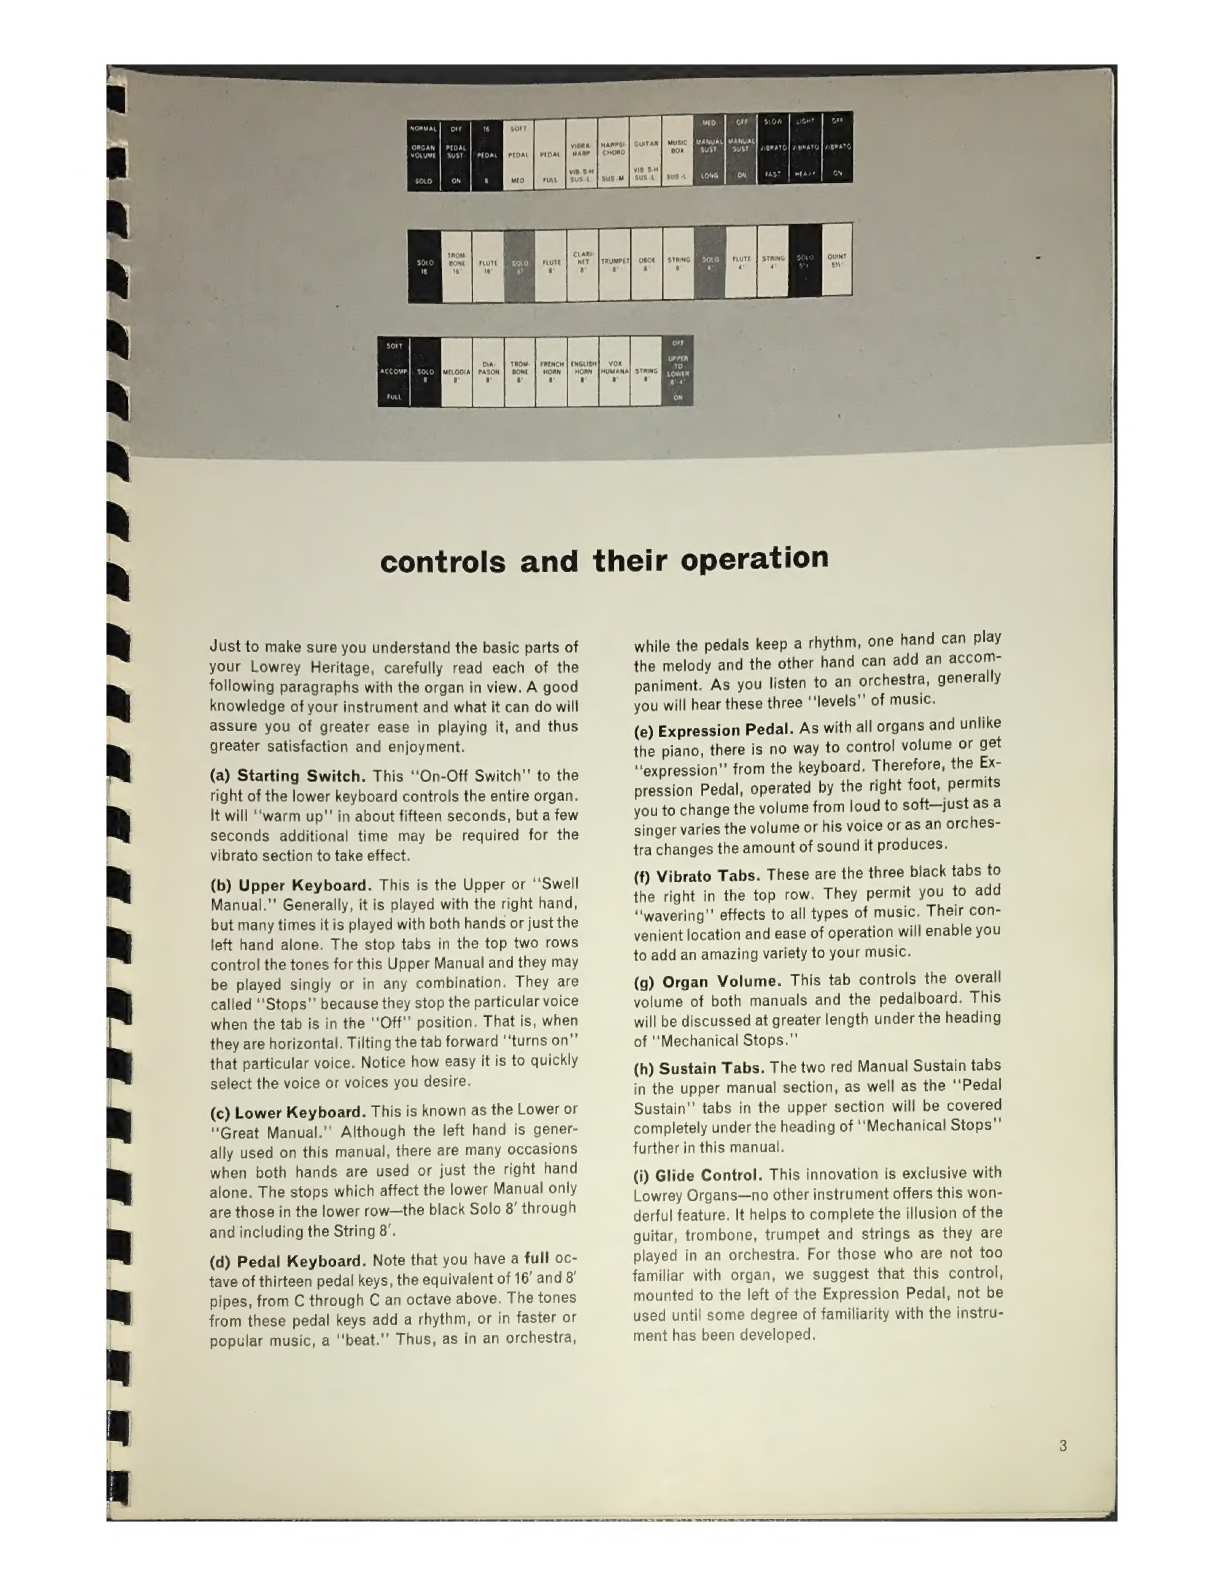 NORMAL OFF 16 SOFT MED OFF SLOW LIGHT OFF
ORGAN VOLUME PEDAL SUST PEDAL PEDAL PEDAL VIBRA-HARP HARPSI-CHORD GUITAR MUSIC BOX MANUAL SUST MANUAL SUST VIBRATO VIBRATO VIBRATO
SOLO ON 8 MED FULL VIB S-H SUS-L SUS-M VIB S-H SUS-L SUS-L LONG ON FAST HEAVY ON
SOLO 16 TROM-BONE 16' FLUTE 16' SOLO 8' FLUTE 8' CLARI-NET 8' TRUMPET 8' OBOE 8' STRING 8' SOLO 4' FLUTE 4' STRING 4' SOLO 5⅓ QUINT 5⅓'
SOFT OFF
ACCOMP SOLO 8 MELODIA 8' DIA-PASON 8' TROM-BONE 8' FRENCH HORN 8' ENGLISH HORN 8' VOX HUMANA 8' STRING 8' UPPER TO LOWER 8'-4'
FULL ON
controls and their operation
Just to make sure you understand the basic parts of
your Lowrey Heritage, carefully read each of the
following paragraphs with the organ in view. A good
knowledge of your instrument and what it can do will
assure you of greater ease in playing it, and thus
greater satisfaction and enjoyment.
(a) Starting Switch. This "On-Off Switch" to the
right of the lower keyboard controls the entire organ.
It will "warm up" in about fifteen seconds, but a few
seconds additional time may be required for the
vibrato section to take effect.
(b) Upper Keyboard. This is the Upper or "Swell
Manual." Generally, it is played with the right hand,
but many times it is played with both hands or just the
left hand alone. The stop tabs in the top two rows
control the tones for this Upper Manual and they may
be played singly or in any combination. They are
called "Stops" because they stop the particular voice
when the tab is in the "Off" position. That is, when
they are horizontal. Tilting the tab forward "turns on"
that particular voice. Notice how easy it is to quickly
select the voice or voices you desire.
(c) Lower Keyboard. This is known as the Lower or
"Great Manual." Although the left hand is gener-
ally used on this manual, there are many occasions
when both hands are used or just the right hand
alone. The stops which affect the lower Manual only
are those in the lower row—the black Solo 8' through
and including the String 8'.
(d) Pedal Keyboard. Note that you have a full oc-
tave of thirteen pedal keys, the equivalent of 16' and 8'
pipes, from C through C an octave above. The tones
from these pedal keys add a rhythm, or in faster or
popular music, a "beat." Thus, as in an orchestra,
while the pedals keep a rhythm, one hand can play
the melody and the other hand can add an accom-
paniment. As you listen to an orchestra, generally
you will hear these three "levels" of music.
(e) Expression Pedal. As with all organs and unlike
the piano, there is no way to control volume or get
"expression" from the keyboard. Therefore, the Ex-
pression Pedal, operated by the right foot, permits
you to change the volume from loud to soft—just as a
singer varies the volume or his voice or as an orches-
tra changes the amount of sound it produces.
(f) Vibrato Tabs. These are the three black tabs to
the right in the top row. They permit you to add
"wavering" effects to all types of music. Their con-
venient location and ease of operation will enable you
to add an amazing variety to your music.
(g) Organ Volume. This tab controls the overall
volume of both manuals and the pedalboard. This
will be discussed at greater length under the heading
of "Mechanical Stops."
(h) Sustain Tabs. The two red Manual Sustain tabs
in the upper manual section, as well as the "Pedal
Sustain" tabs in the upper section will be covered
completely under the heading of "Mechanical Stops"
further in this manual.
(i) Glide Control. This innovation is exclusive with
Lowrey Organs—no other instrument offers this won-
derful feature. It helps to complete the illusion of the
guitar, trombone, trumpet and strings as they are
played in an orchestra. For those who are not too
familiar with organ, we suggest that this control,
mounted to the left of the Expression Pedal, not be
used until some degree of familiarity with the instru-
ment has been developed.
3